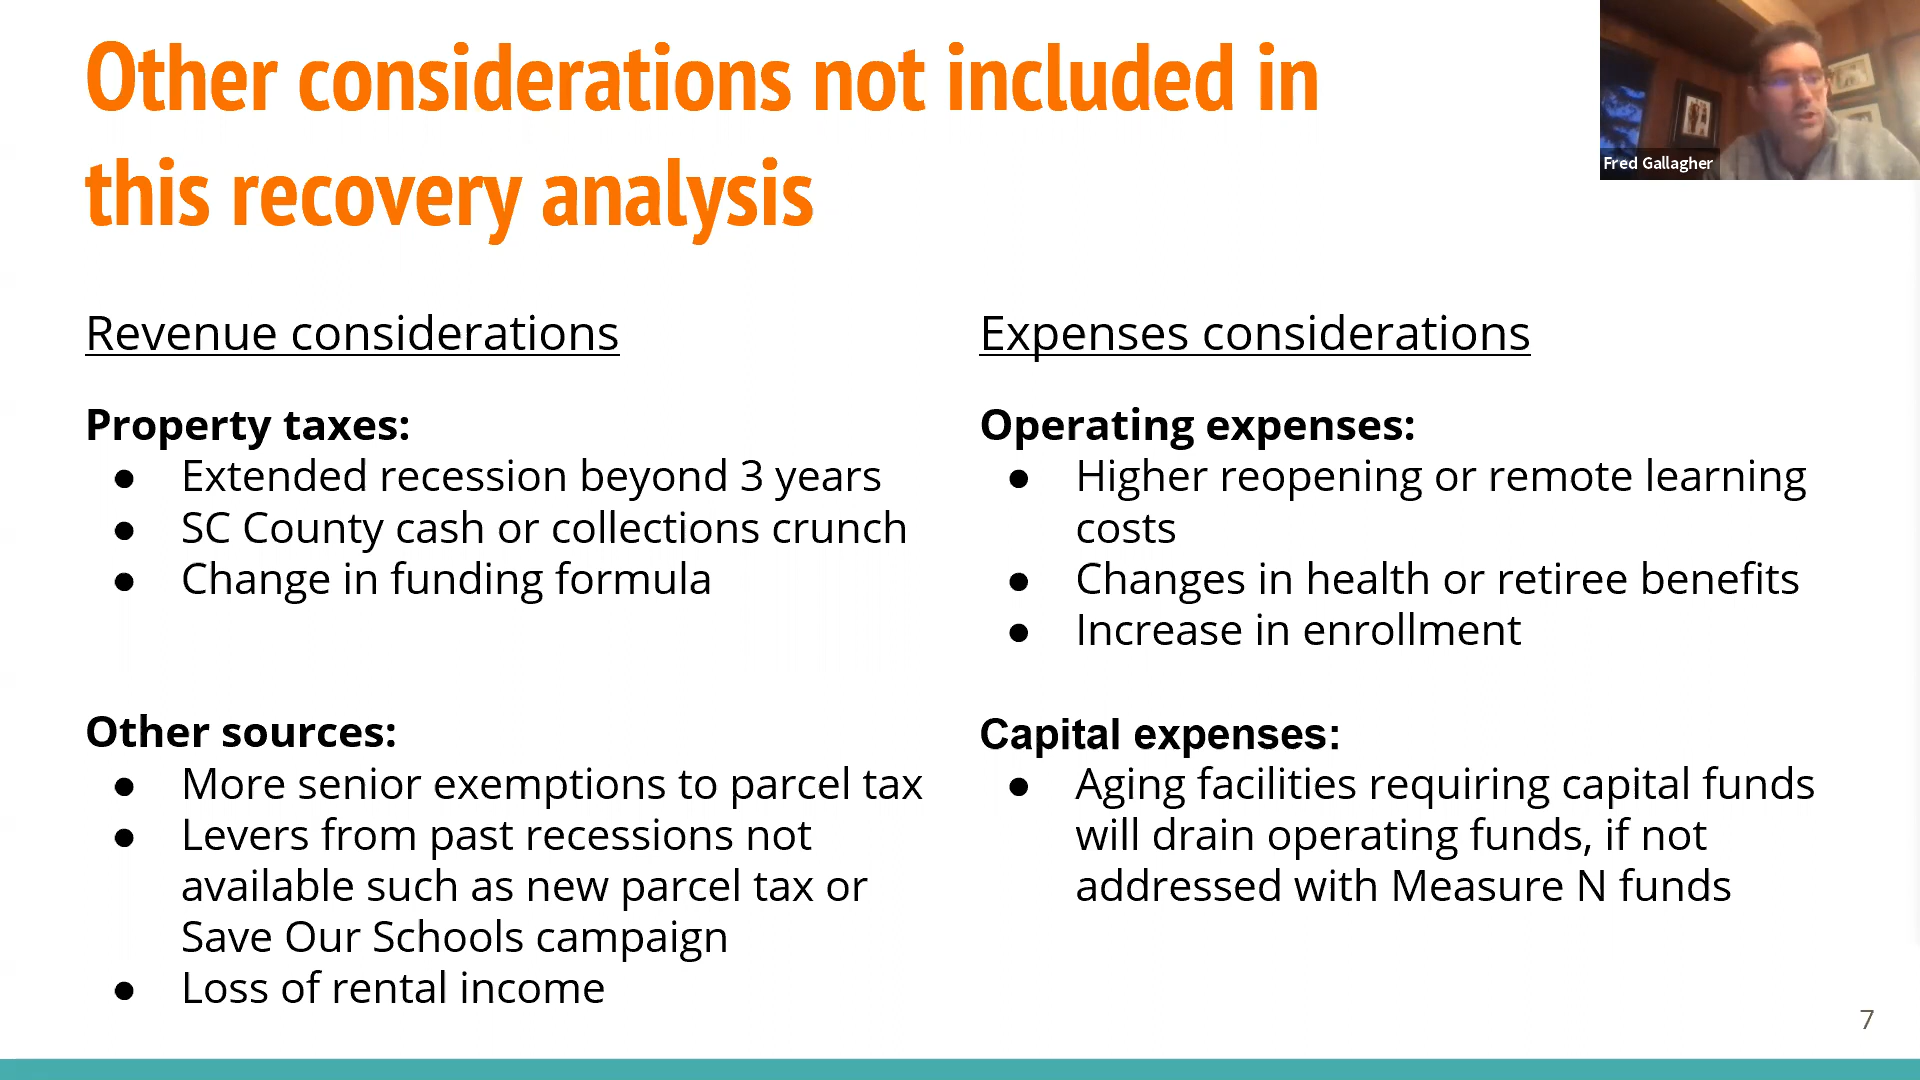 Other considerations not included in
this recovery analysis
Fred Gallagher
Revenue considerations
Property taxes:
● Extended recession beyond 3 years
● SC County cash or collections crunch
● Change in funding formula
Other sources:
● More senior exemptions to parcel tax
● Levers from past recessions not
available such as new parcel tax or
Save Our Schools campaign
● Loss of rental income
Expenses considerations
Operating expenses:
● Higher reopening or remote learning
costs
● Changes in health or retiree benefits
● Increase in enrollment
Capital expenses:
● Aging facilities requiring capital funds
will drain operating funds, if not
addressed with Measure N funds
7